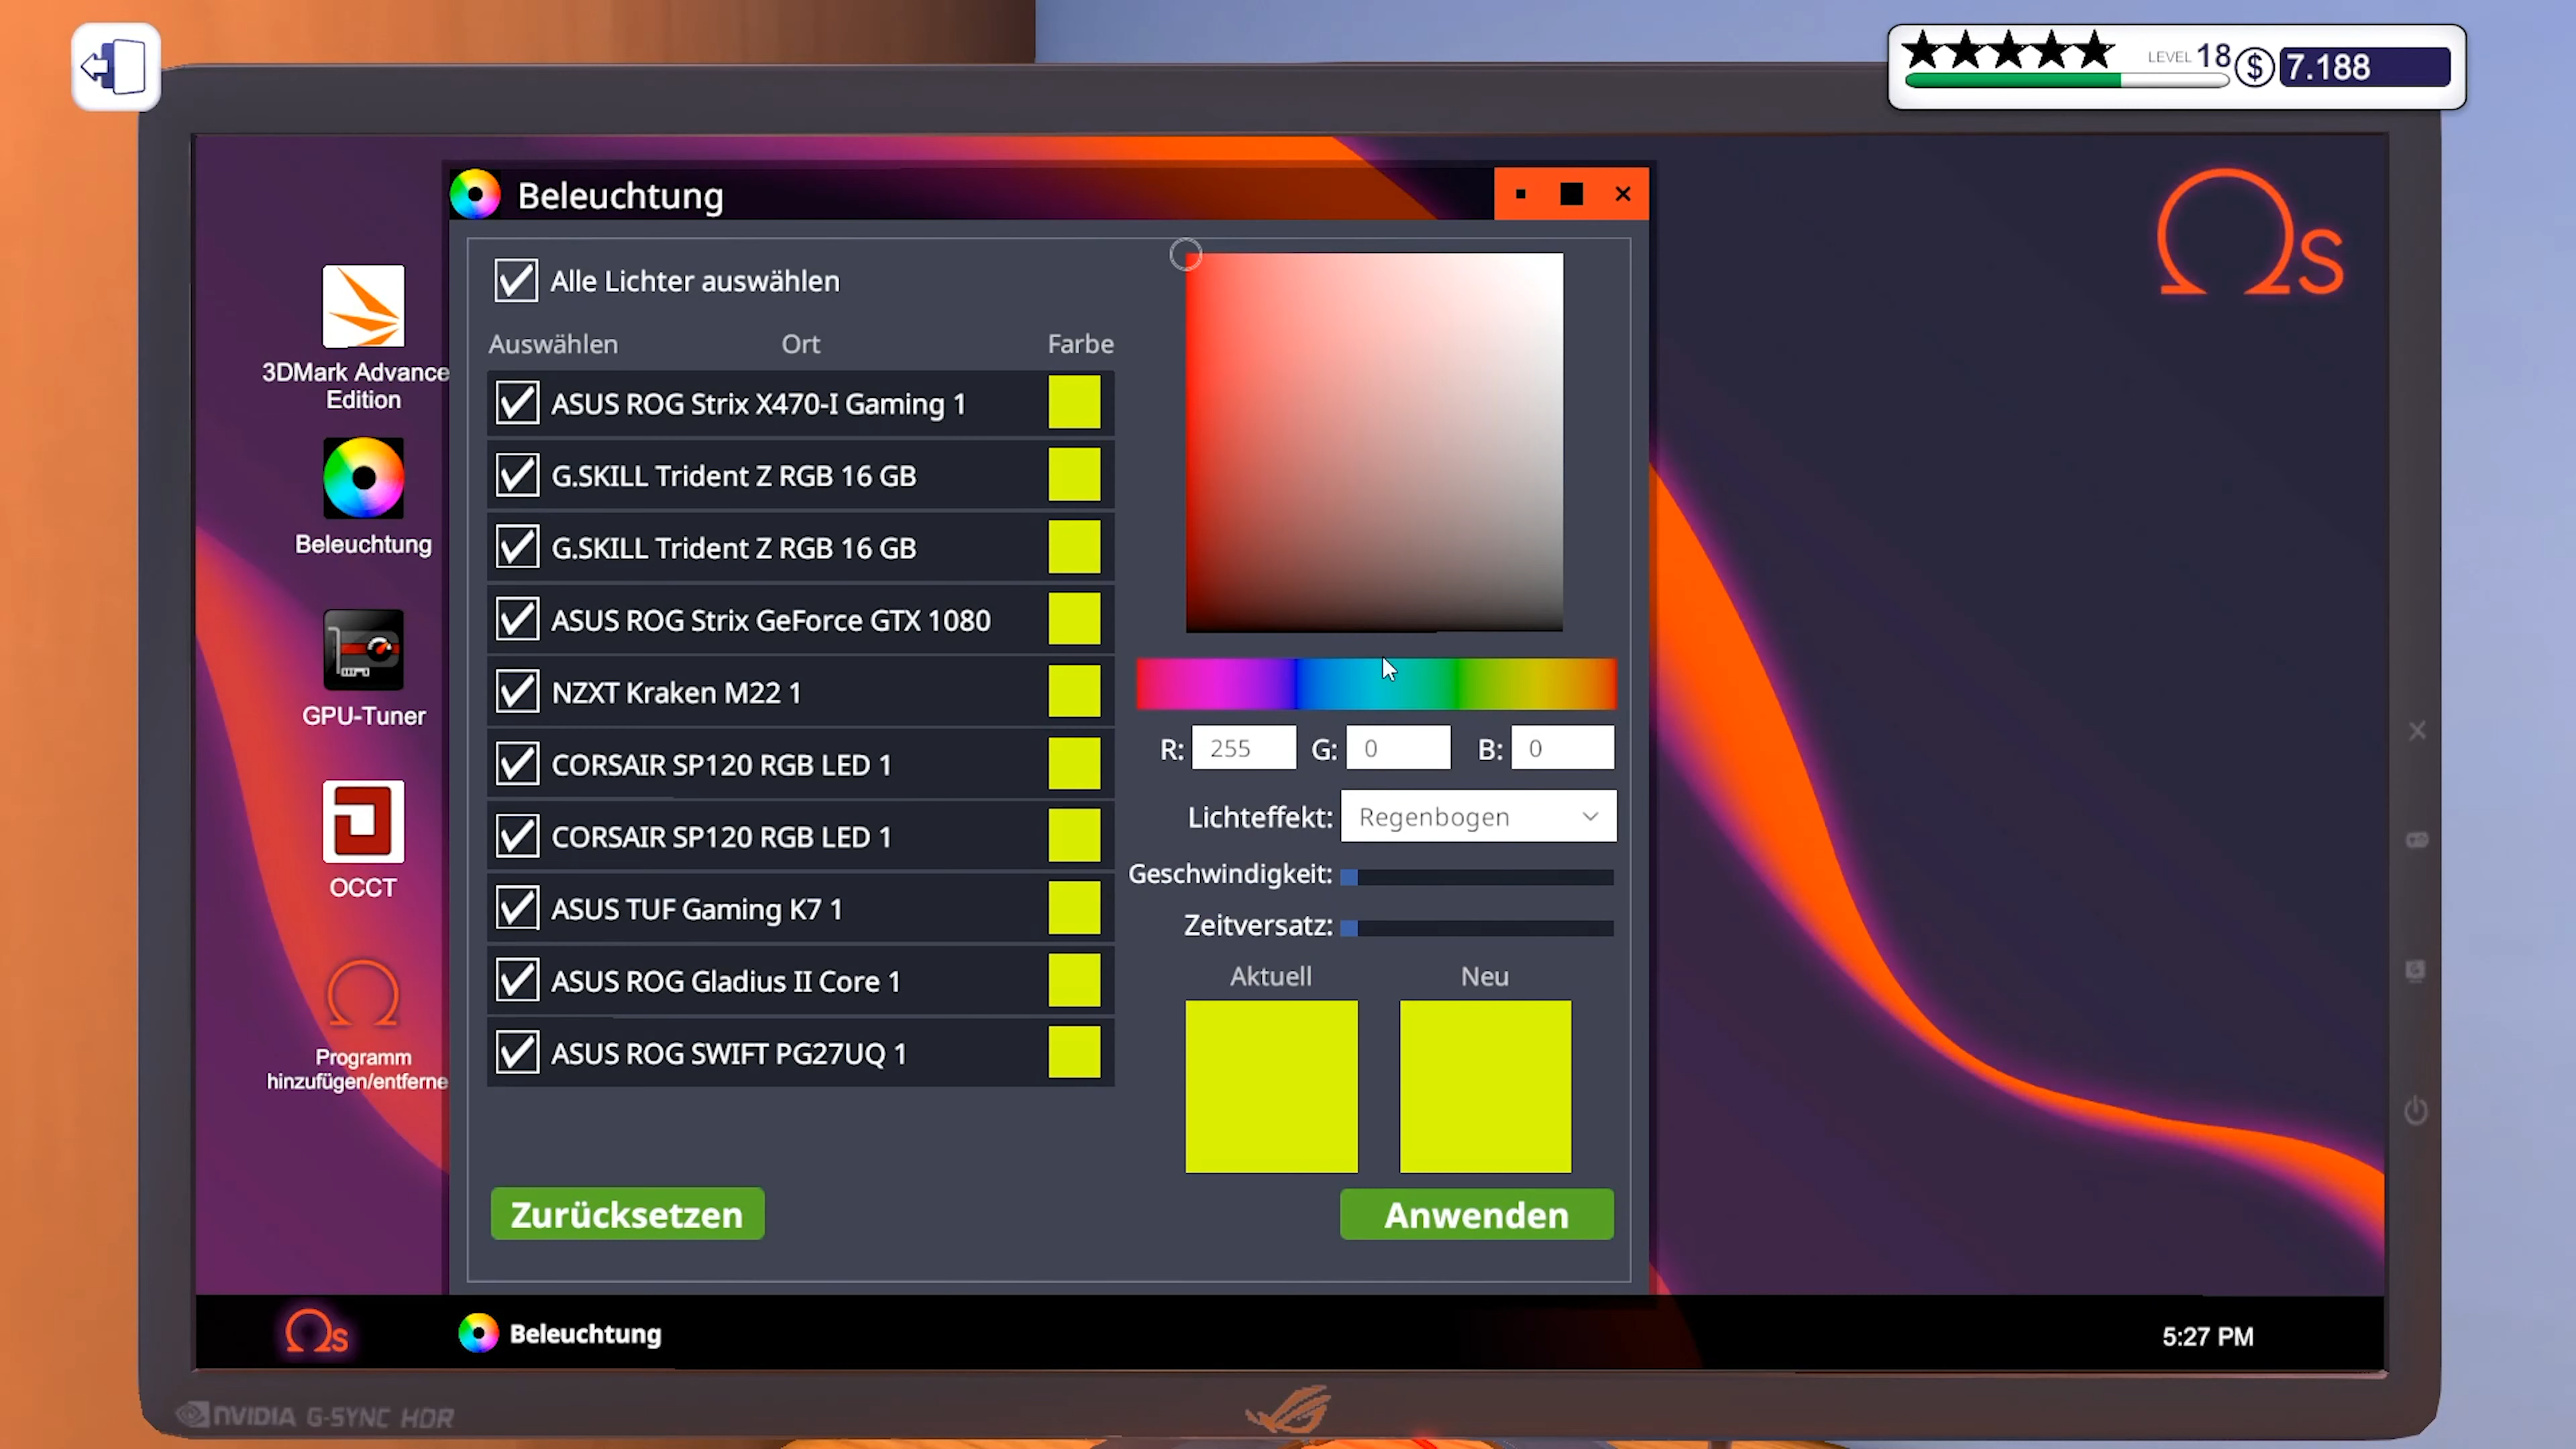 LEVEL 18 $ 7.188
Beleuchtung
Ωs
3DMark Advance
Edition
Beleuchtung
GPU-Tuner
OCCT
Programm
hinzufügen/entferne
Alle Lichter auswählen
Auswählen Ort Farbe
ASUS ROG Strix X470-I Gaming 1
G.SKILL Trident Z RGB 16 GB
G.SKILL Trident Z RGB 16 GB
ASUS ROG Strix GeForce GTX 1080
NZXT Kraken M22 1
CORSAIR SP120 RGB LED 1
CORSAIR SP120 RGB LED 1
ASUS TUF Gaming K7 1
ASUS ROG Gladius II Core 1
ASUS ROG SWIFT PG27UQ 1
R: 255 G: 0 B: 0
Lichteffekt: Regenbogen
Geschwindigkeit:
Zeitversatz:
Aktuell Neu
Zurücksetzen Anwenden
Ωs Beleuchtung 5:27 PM
NVIDIA G-SYNC HDR